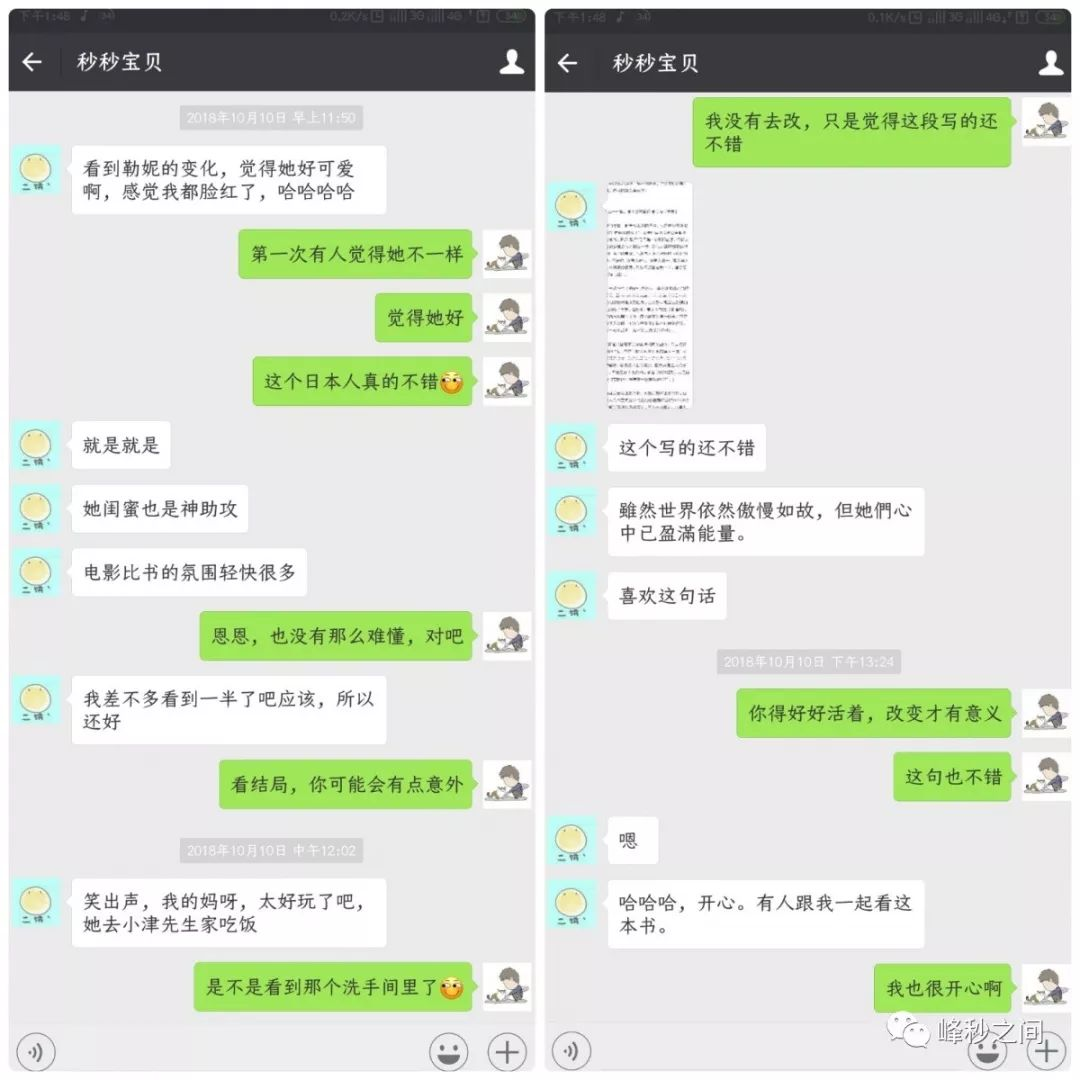 下午1:48
0.2K/s
3G
4G
秒秒宝贝
2018年10月10日 早上11:50
看到勒妮的变化，觉得她好可爱
啊，感觉我都脸红了，哈哈哈哈
第一次有人觉得她不一样
觉得她好
这个日本人真的不错
就是就是
她闺蜜也是神助攻
电影比书的氛围轻快很多
恩恩，也没有那么难懂，对吧
我差不多看到一半了吧应该，所以
还好
看结局，你可能会有点意外
2018年10月10日 中午12:02
笑出声，我的妈呀，太好玩了吧，
她去小津先生家吃饭
是不是看到那个洗手间里了
下午1:48
0.1K/s
3G
4G
秒秒宝贝
我没有去改，只是觉得这段写的还
不错
这个写的还不错
雖然世界依然傲慢如故，但她們心
中已盈滿能量。
喜欢这句话
2018年10月10日 下午13:24
你得好好活着，改变才有意义
这句也不错
嗯
哈哈哈，开心。有人跟我一起看这
本书。
我也很开心啊
峰秒之间